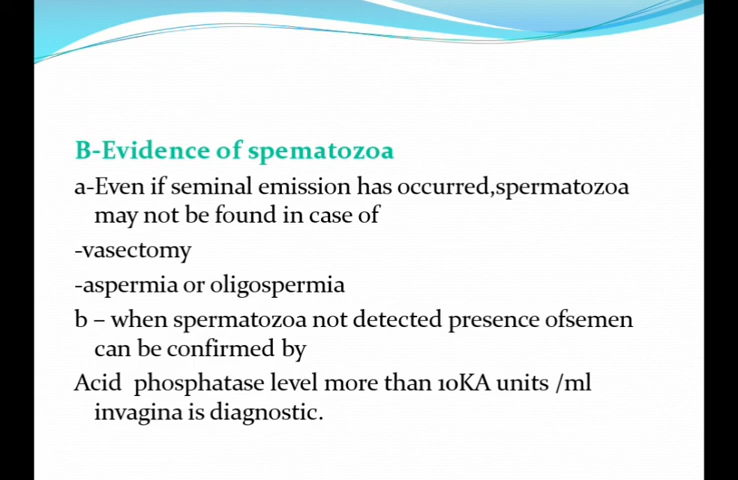 B-Evidence of spematozoa
a-Even if seminal emission has occurred,spermatozoa
may not be found in case of
-vasectomy
-aspermia or oligospermia
b – when spermatozoa not detected presence ofsemen
can be confirmed by
Acid phosphatase level more than 10KA units /ml
invagina is diagnostic.